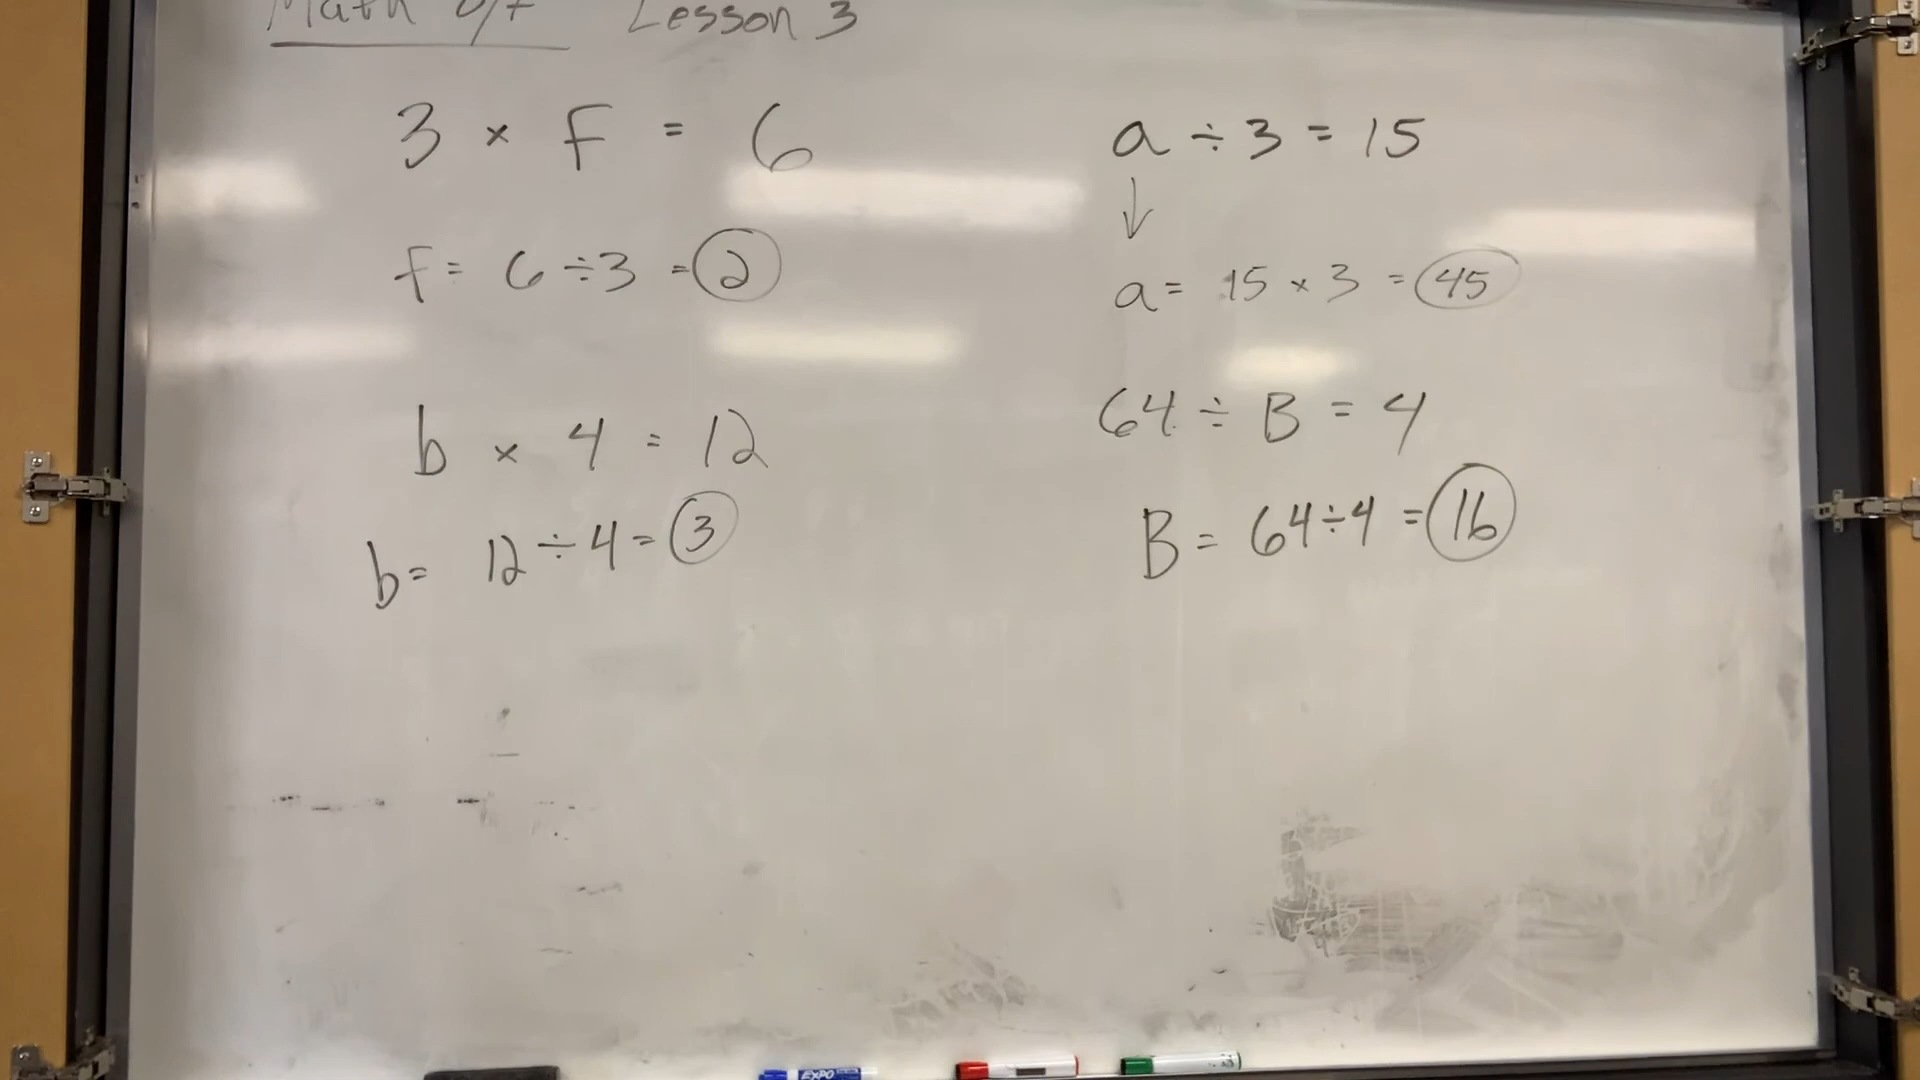 Math 6/7 Lesson 3
3 × F = 6
f = 6 ÷ 3 = 2
b × 4 = 12
b = 12 ÷ 4 = 3
a ÷ 3 = 15
↓
a = 15 × 3 = 45
64 ÷ B = 4
B = 64 ÷ 4 = 16
EXPO